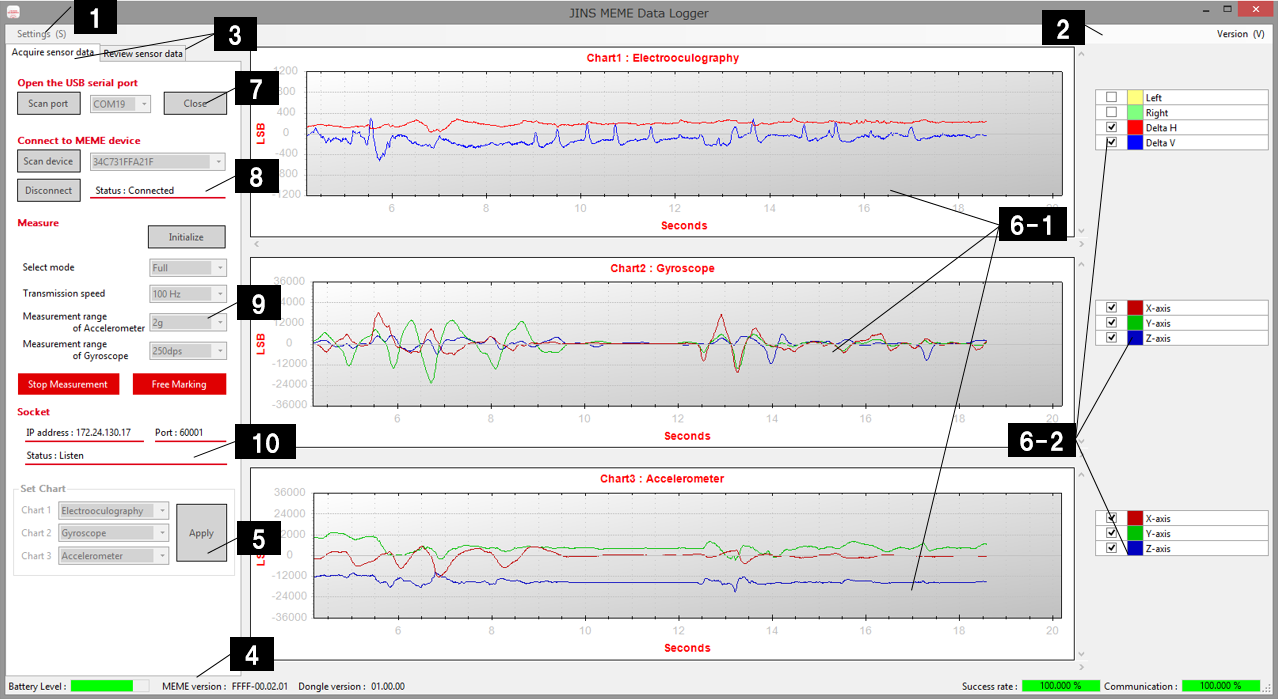 JINS MEME Data Logger
1
2
Settings (S)
Version (V)
3
Acquire sensor data
Review sensor data
Open the USB serial port
Scan port
COM19
Close
7
Connect to MEME device
Scan device
34C731FFA21F
Disconnect
Status : Connected
8
Measure
Initialize
Select mode
Full
Transmission speed
100 Hz
Measurement range
of Accelerometer
2g
9
Measurement range
of Gyroscope
250dps
Stop Measurement
Free Marking
Socket
IP address : 172.24.130.17
Port : 60001
Status : Listen
10
Set Chart
Chart 1
Electrooculography
Chart 2
Gyroscope
Chart 3
Accelerometer
Apply
5
Chart1 : Electrooculography
1200
800
400
0
-400
-800
-1200
LSB
6 8 10 12 14 16 18 20
Seconds
6-1
Left
Right
Delta H
Delta V
Chart2 : Gyroscope
36000
24000
12000
0
-12000
-24000
-36000
LSB
6 8 10 12 14 16 18 20
Seconds
X-axis
Y-axis
Z-axis
6-2
Chart3 : Accelerometer
36000
24000
12000
0
-12000
-24000
-36000
LSB
6 8 10 12 14 16 18 20
Seconds
X-axis
Y-axis
Z-axis
4
Battery Level :
MEME version : FFFF-00.02.01
Dongle version : 01.00.00
Success rate : 100.000 %
Communication : 100.000 %